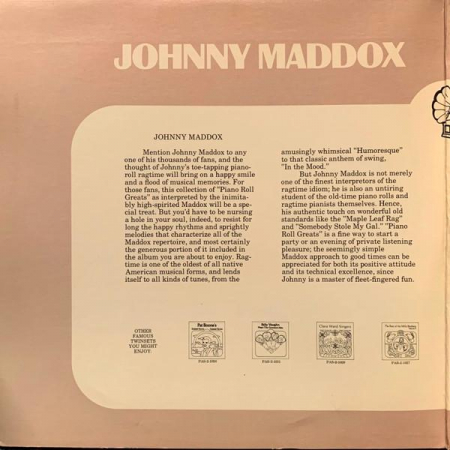 JOHNNY MADDOX
JOHNNY MADDOX
Mention Johnny Maddox to any
one of his thousands of fans, and the
thought of Johnny's toe-tapping piano-
roll ragtime will bring on a happy smile
and a flood of musical memories. For
those fans, this collection of "Piano Roll
Greats" as interpreted by the inimita-
bly high-spirited Maddox will be a spe-
cial treat. But you'd have to be nursing
a hole in your soul, indeed, to resist for
long the happy rhythms and sprightly
melodies that characterize all of the
Maddox repertoire, and most certainly
the generous portion of it included in
the album you are about to enjoy. Rag-
time is one of the oldest of all native
American musical forms, and lends
itself to all kinds of tunes, from the
amusingly whimsical "Humoresque"
to that classic anthem of swing,
"In the Mood."
But Johnny Maddox is not merely
one of the finest interpretors of the
ragtime idiom; he is also an untiring
student of the old-time piano rolls and
ragtime pianists themselves. Hence,
his authentic touch on wonderful old
standards like the "Maple Leaf Rag"
and "Somebody Stole My Gal." "Piano
Roll Greats" is a fine way to start a
party or an evening of private listening
pleasure; the seemingly simple
Maddox approach to good times can be
appreciated for both its positive attitude
and its technical excellence, since
Johnny is a master of fleet-fingered fun.
OTHER
FAMOUS
TWINSETS
YOU MIGHT
ENJOY:
Pat Boone's
Billy Vaughn
Clara Ward Singers